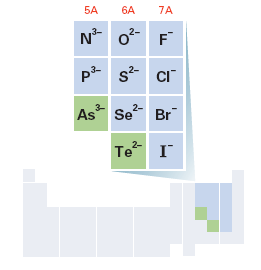 5A 6A 7A
N³⁻ O²⁻ F⁻
P³⁻ S²⁻ Cl⁻
As³⁻ Se²⁻ Br⁻
Te²⁻ I⁻